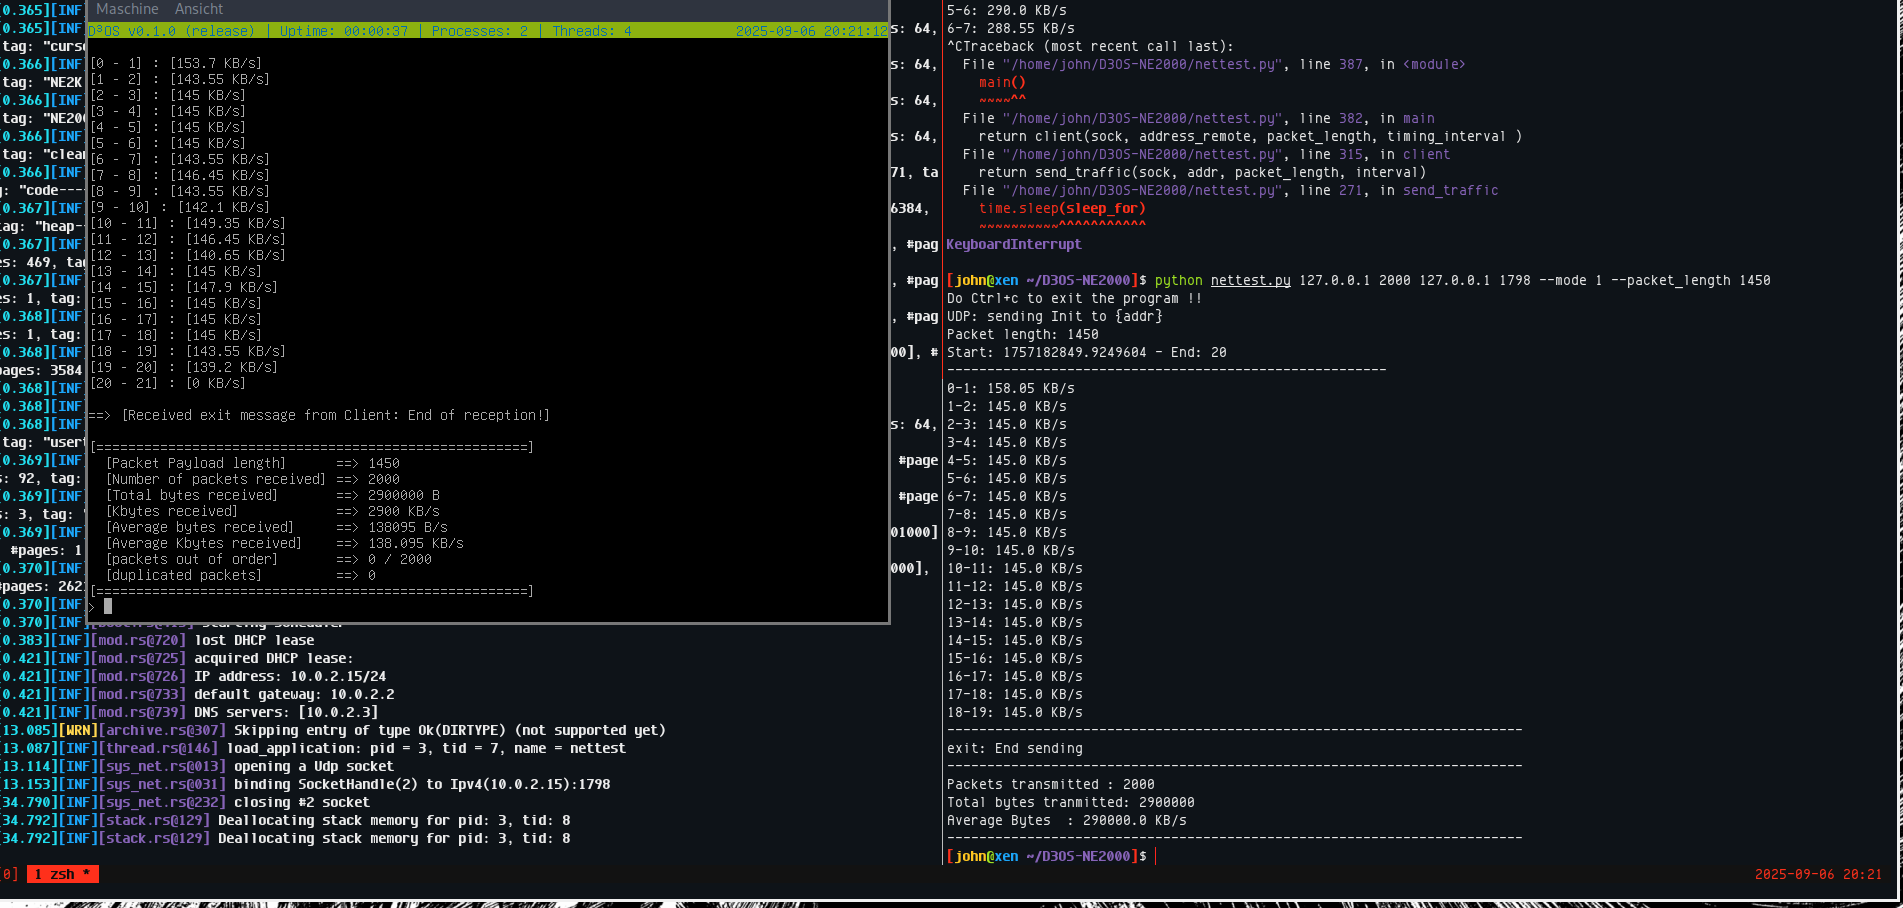 Maschine Ansicht
D³OS v0.1.0 (release) | Uptime: 00:00:37 | Processes: 2 | Threads: 4 2025-09-06 20:21:12
[0 - 1] : [153.7 KB/s]
[1 - 2] : [143.55 KB/s]
[2 - 3] : [145 KB/s]
[3 - 4] : [145 KB/s]
[4 - 5] : [145 KB/s]
[5 - 6] : [145 KB/s]
[6 - 7] : [143.55 KB/s]
[7 - 8] : [146.45 KB/s]
[8 - 9] : [143.55 KB/s]
[9 - 10] : [142.1 KB/s]
[10 - 11] : [149.35 KB/s]
[11 - 12] : [146.45 KB/s]
[12 - 13] : [140.65 KB/s]
[13 - 14] : [145 KB/s]
[14 - 15] : [147.9 KB/s]
[15 - 16] : [145 KB/s]
[16 - 17] : [145 KB/s]
[17 - 18] : [145 KB/s]
[18 - 19] : [143.55 KB/s]
[19 - 20] : [139.2 KB/s]
[20 - 21] : [0 KB/s]
==> [Received exit message from Client: End of reception!]
[======================================================]
[Packet Payload length] ==> 1450
[Number of packets received] ==> 2000
[Total bytes received] ==> 2900000 B
[Kbytes received] ==> 2900 KB/s
[Average bytes received] ==> 138095 B/s
[Average Kbytes received] ==> 138.095 KB/s
[packets out of order] ==> 0 / 2000
[duplicated packets] ==> 0
[======================================================]
>
[0.365][INF
[0.365][INF
tag: "curs
[0.366][INF
tag: "NE2K
[0.366][INF
tag: "NE20
[0.366][INF
tag: "clea
[0.366][INF
g: "code---
[0.367][INF
tag: "heap-
[0.367][INF
es: 469, ta
[0.367][INF
es: 1, tag:
[0.368][INF
es: 1, tag:
[0.368][INF
pages: 3584
[0.368][INF
[0.368][INF
[0.368][INF
tag: "user
[0.369][INF
s: 92, tag:
[0.369][INF
s: 3, tag: "
[0.369][INF
#pages: 1
[0.370][INF
#pages: 262
[0.370][INF
s: 64,
s: 64,
s: 64,
s: 64,
71, ta
6384,
, #pag
, #pag
, #pag
00], #
s: 64,
#page
#page
01000]
000],
[0.370][INF][boot.rs@415] starting scheduler
[0.383][INF][mod.rs@720] lost DHCP lease
[0.421][INF][mod.rs@725] acquired DHCP lease:
[0.421][INF][mod.rs@726] IP address: 10.0.2.15/24
[0.421][INF][mod.rs@733] default gateway: 10.0.2.2
[0.421][INF][mod.rs@739] DNS servers: [10.0.2.3]
[13.085][WRN][archive.rs@307] Skipping entry of type Ok(DIRTYPE) (not supported yet)
[13.087][INF][thread.rs@146] load_application: pid = 3, tid = 7, name = nettest
[13.114][INF][sys_net.rs@013] opening a Udp socket
[13.153][INF][sys_net.rs@031] binding SocketHandle(2) to Ipv4(10.0.2.15):1798
[34.790][INF][sys_net.rs@232] closing #2 socket
[34.792][INF][stack.rs@129] Deallocating stack memory for pid: 3, tid: 8
[34.792][INF][stack.rs@129] Deallocating stack memory for pid: 3, tid: 8
5-6: 290.0 KB/s
6-7: 288.55 KB/s
^CTraceback (most recent call last):
File "/home/john/D3OS-NE2000/nettest.py", line 387, in <module>
main()
~~~~^^
File "/home/john/D3OS-NE2000/nettest.py", line 382, in main
return client(sock, address_remote, packet_length, timing_interval )
File "/home/john/D3OS-NE2000/nettest.py", line 315, in client
return send_traffic(sock, addr, packet_length, interval)
File "/home/john/D3OS-NE2000/nettest.py", line 271, in send_traffic
time.sleep(sleep_for)
~~~~~~~~~~^^^^^^^^^^^
KeyboardInterrupt
[john@xen ~/D3OS-NE2000]$ python nettest.py 127.0.0.1 2000 127.0.0.1 1798 --mode 1 --packet_length 1450
Do Ctrl+c to exit the program !!
UDP: sending Init to {addr}
Packet length: 1450
Start: 1757182849.9249604 - End: 20
-------------------------------------------------------
0-1: 158.05 KB/s
1-2: 145.0 KB/s
2-3: 145.0 KB/s
3-4: 145.0 KB/s
4-5: 145.0 KB/s
5-6: 145.0 KB/s
6-7: 145.0 KB/s
7-8: 145.0 KB/s
8-9: 145.0 KB/s
9-10: 145.0 KB/s
10-11: 145.0 KB/s
11-12: 145.0 KB/s
12-13: 145.0 KB/s
13-14: 145.0 KB/s
14-15: 145.0 KB/s
15-16: 145.0 KB/s
16-17: 145.0 KB/s
17-18: 145.0 KB/s
18-19: 145.0 KB/s
------------------------------------------------------------------------
exit: End sending
------------------------------------------------------------------------
Packets transmitted : 2000
Total bytes tranmitted: 2900000
Average Bytes : 290000.0 KB/s
------------------------------------------------------------------------
[john@xen ~/D3OS-NE2000]$
[0] 1 zsh * 2025-09-06 20:21